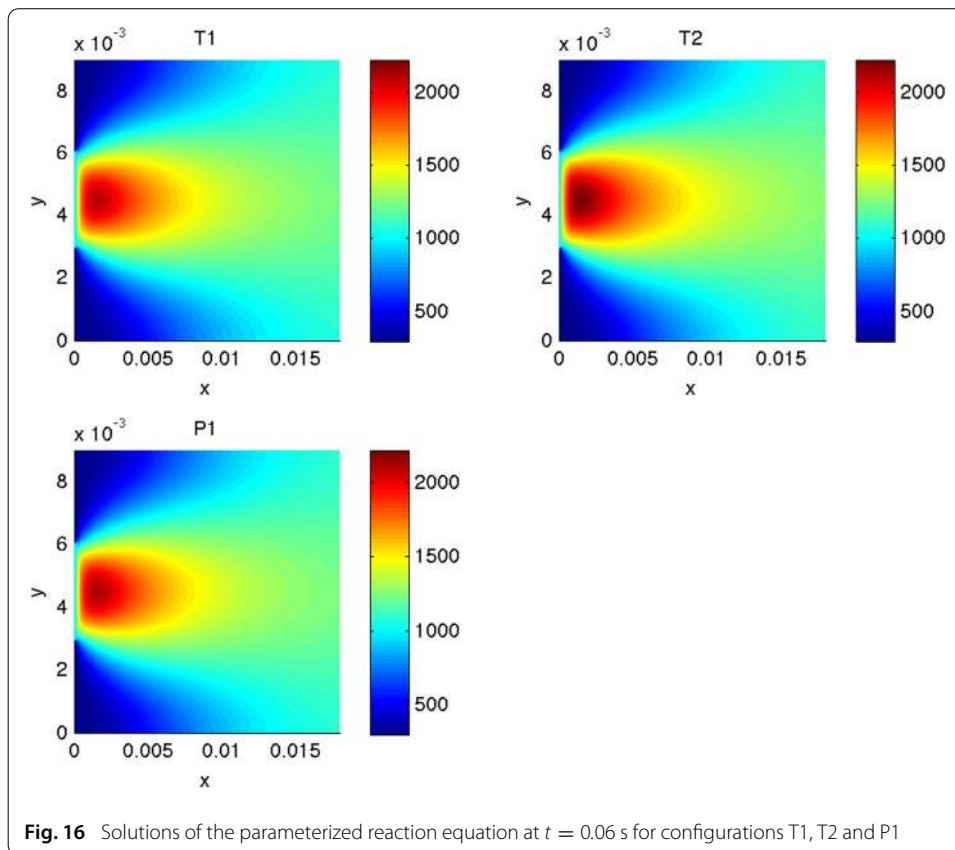 x 10^-3 T1
8
6
4
2
0
y
0 0.005 0.01 0.015
x
2000
1500
1000
500
x 10^-3 T2
8
6
4
2
0
y
0 0.005 0.01 0.015
x
2000
1500
1000
500
x 10^-3 P1
8
6
4
2
0
y
0 0.005 0.01 0.015
x
2000
1500
1000
500
Fig. 16 Solutions of the parameterized reaction equation at t = 0.06 s for configurations T1, T2 and P1